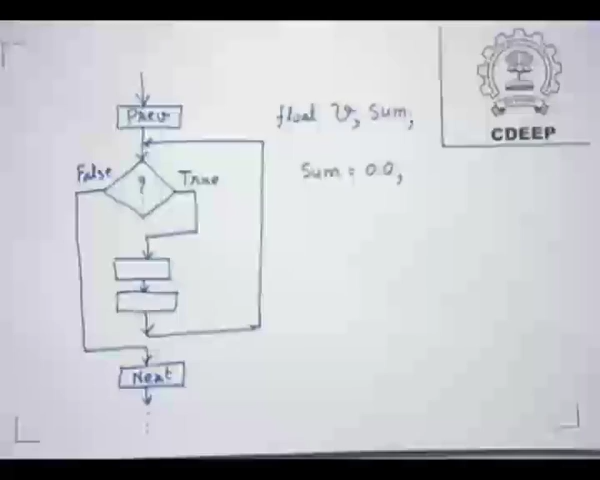 Prev
float V, Sum,
False
?
True
Sum = 0.0,
Next
CDEEP